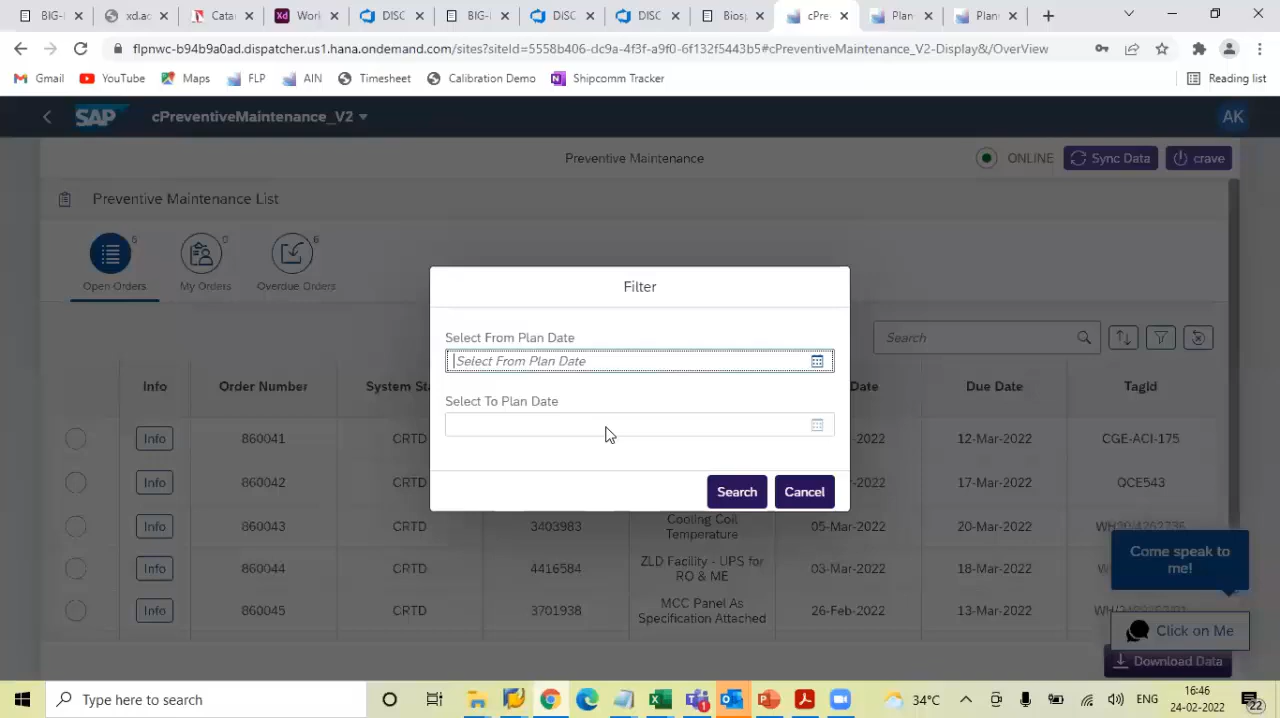 BIG-I
xd.ac
Cata
Work
DISC
BIG-I
DiSC
DISC
Biosp
cPre-
Plan
Plan
flpnwc-b94b9a0ad.dispatcher.us1.hana.ondemand.com/sites?siteId=5558b406-dc9a-4f3f-a9f0-6f132f5443b5#cPreventiveMaintenance_V2-Display&/OverView
Gmail YouTube Maps FLP AIN Timesheet Calibration Demo Shipcomm Tracker Reading list
SAP cPreventiveMaintenance_V2 AK
Preventive Maintenance ONLINE Sync Data crave
Preventive Maintenance List
Open Orders My Orders Overdue Orders
Filter
Select From Plan Date
Select From Plan Date
Select To Plan Date
Search Cancel
Search
Info Order Number System Sta Date Due Date TagId
Info 860041 CRTD -2022 12-Mar-2022 CGE-ACI-175
Info 860042 CRTD -2022 17-Mar-2022 QCE543
Info 860043 CRTD 3403983 Cooling Coil Temperature 05-Mar-2022 20-Mar-2022
Info 860044 CRTD 4416584 ZLD Facility - UPS for RO & ME 03-Mar-2022 18-Mar-2022
Info 860045 CRTD 3701938 MCC Panel As Specification Attached 26-Feb-2022 13-Mar-2022
Come speak to
me!
Click on Me
Download Data
Type here to search
34°C
ENG
16:46
24-02-2022
22